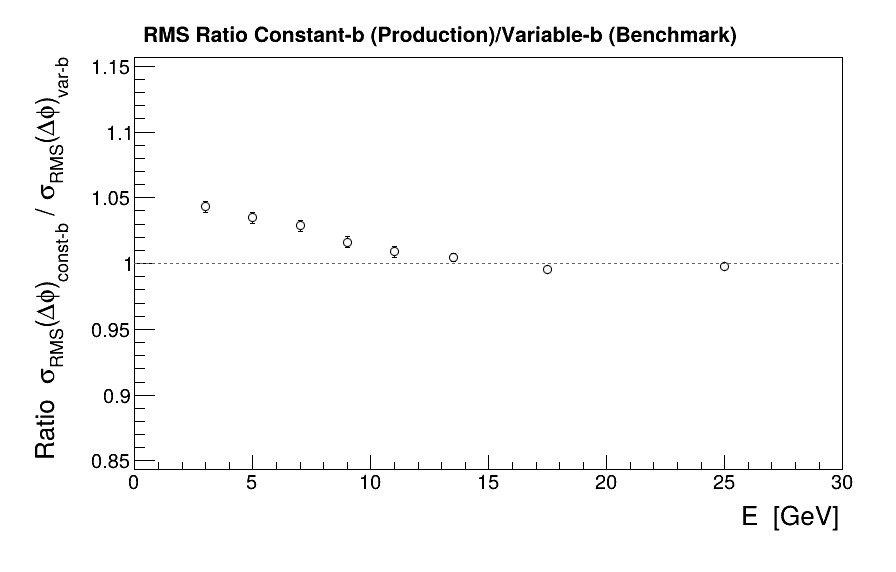 RMS Ratio Constant-b (Production)/Variable-b (Benchmark)
Ratio σRMS(Δϕ)const-b / σRMS(Δϕ)var-b
1.15
1.1
1.05
1
0.95
0.9
0.85
0 5 10 15 20 25 30
E [GeV]